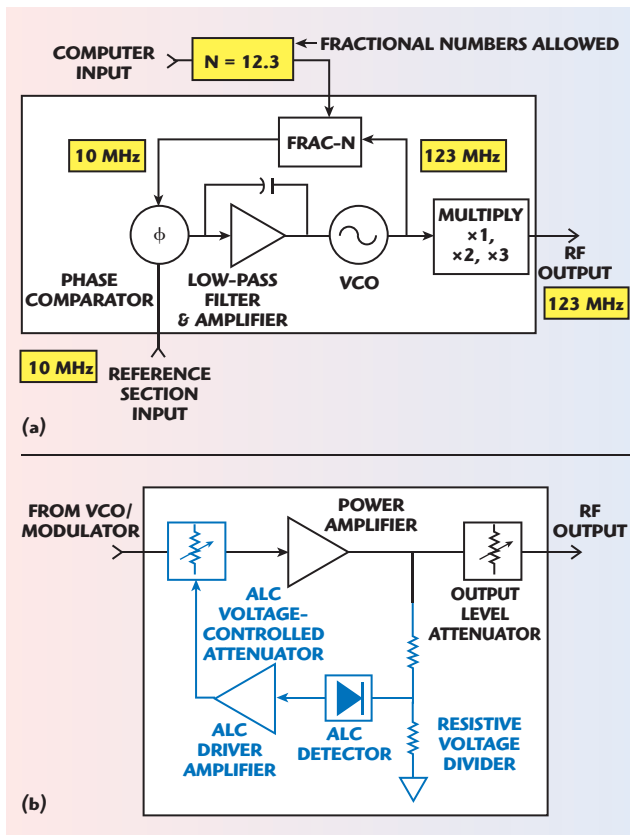 COMPUTER
INPUT
N = 12.3
FRACTIONAL NUMBERS ALLOWED
10 MHz
FRAC-N
123 MHz
ϕ
MULTIPLY
×1,
×2, ×3
PHASE
COMPARATOR
LOW-PASS
FILTER
& AMPLIFIER
VCO
RF
OUTPUT
123 MHz
10 MHz
REFERENCE
SECTION
INPUT
(a)
FROM VCO/
MODULATOR
POWER
AMPLIFIER
RF
OUTPUT
ALC
VOLTAGE-
CONTROLLED
ATTENUATOR
OUTPUT
LEVEL
ATTENUATOR
ALC
DRIVER
AMPLIFIER
ALC
DETECTOR
RESISTIVE
VOLTAGE
DIVIDER
(b)